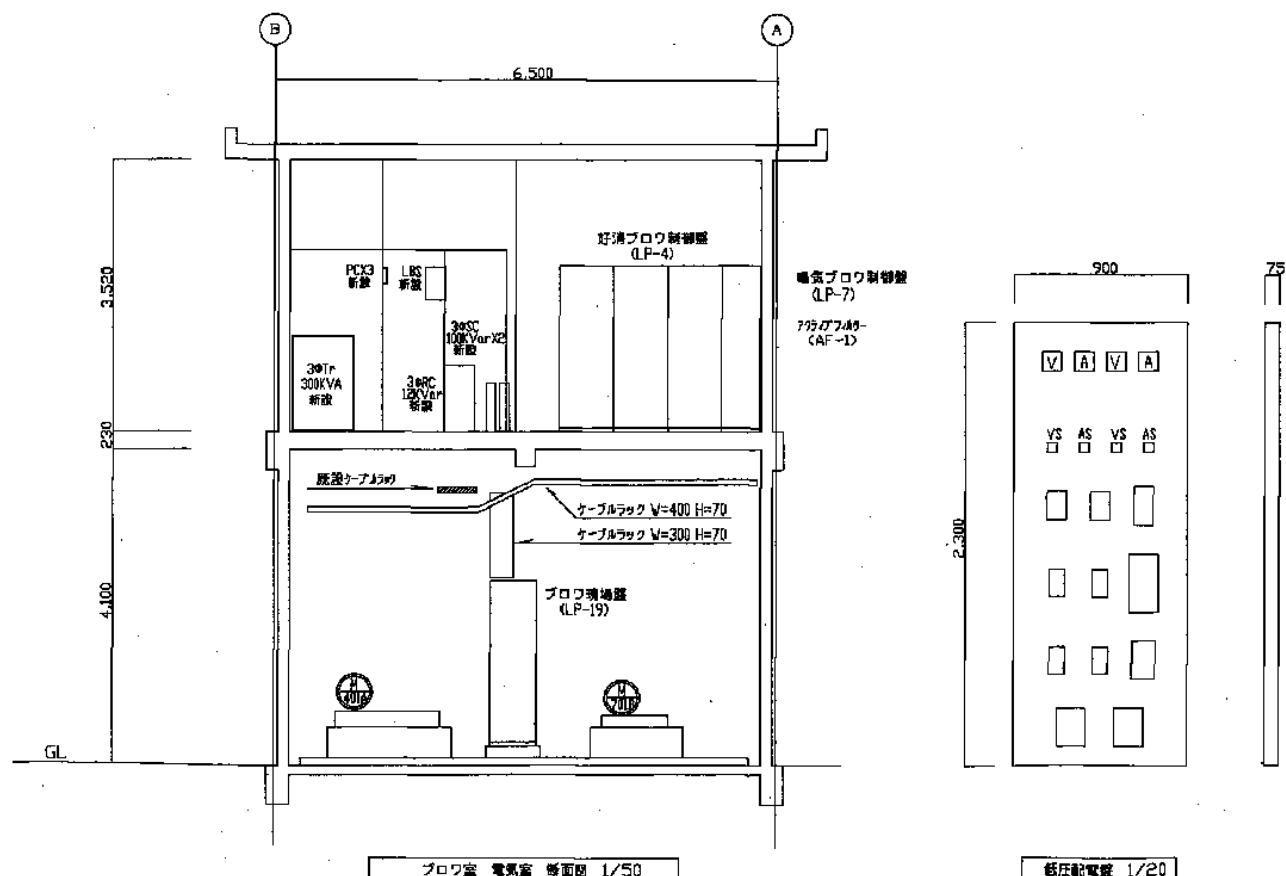 B
A
6,500
3,520
230
4,100
PCX3
新設
LBS
新設
3ΦSC
100KVarX2
新設
3ΦTr
300KVA
新設
3ΦRC
12KVar
新設
好消ブロワ制御盤
(LP-4)
曝気ブロワ制御盤
(LP-7)
アクティブフィルター
(AF-1)
既設ケーブルラック
ケーブルラック W=400 H=70
ケーブルラック W=300 H=70
ブロワ現場盤
(LP-19)
M
M
GL
ブロワ室 電気室 断面図 1/50
900
75
2,300
V A V A
VS AS VS AS
低圧配電盤 1/20